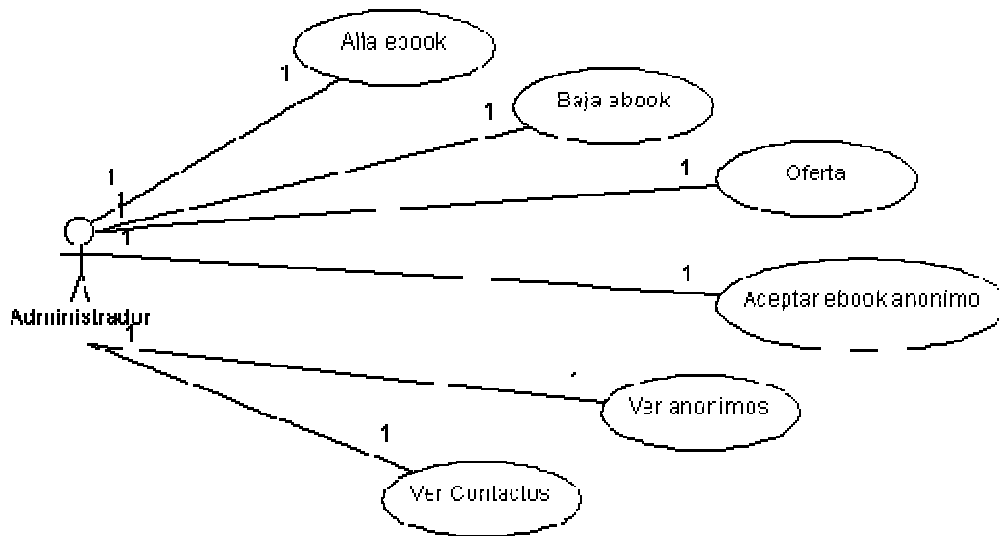 Alta ebook
1
Baja ebook
1
Oferta
1
1
1
1
Aceptar ebook anonimo
1
Administrador
1
Ver anonimos
Ver Contactos
1